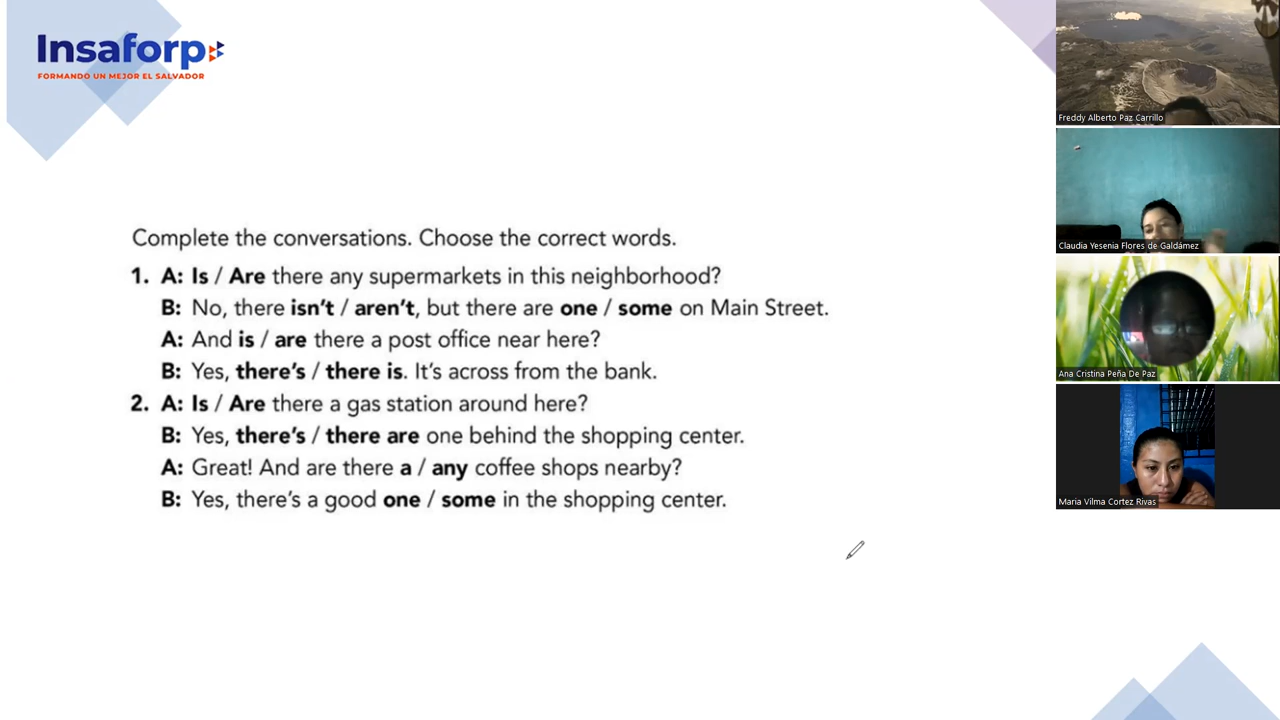 Insaforp
FORMANDO UN MEJOR EL SALVADOR
Complete the conversations. Choose the correct words.
1. A: Is / Are there any supermarkets in this neighborhood?
B: No, there isn't / aren't, but there are one / some on Main Street.
A: And is / are there a post office near here?
B: Yes, there's / there is. It's across from the bank.
2. A: Is / Are there a gas station around here?
B: Yes, there's / there are one behind the shopping center.
A: Great! And are there a / any coffee shops nearby?
B: Yes, there's a good one / some in the shopping center.
Freddy Alberto Paz Carrillo
Claudia Yesenia Flores de Galdámez
Ana Cristina Peña De Paz
Maria Vilma Cortez Rivas